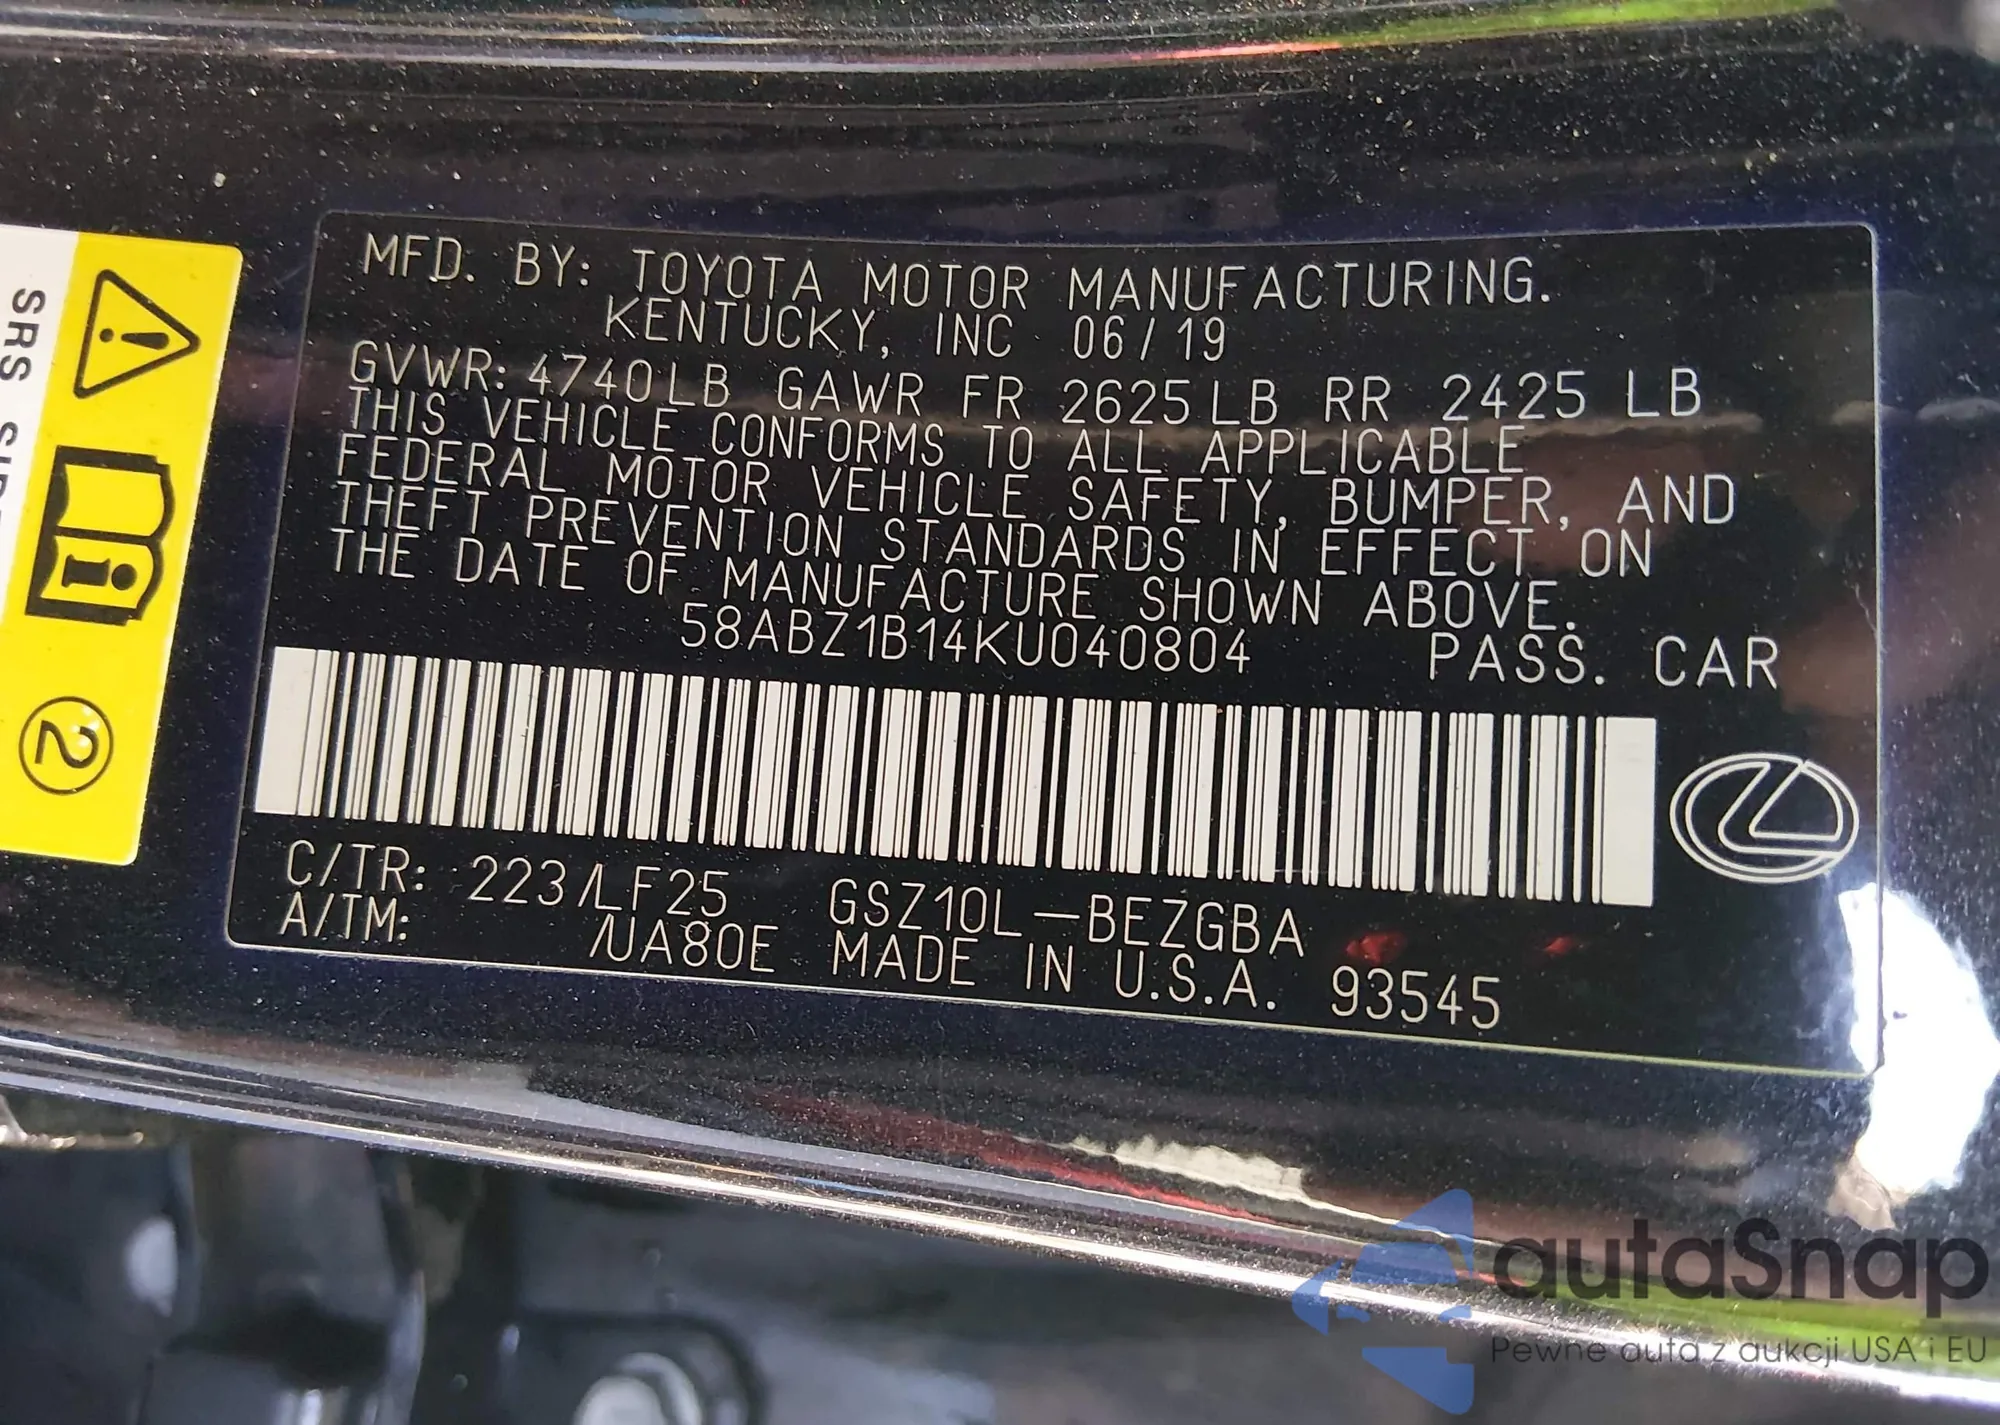 MFD. BY: TOYOTA MOTOR MANUFACTURING.
KENTUCKY, INC 06/19
GVWR: 4740LB GAWR FR 2625LB RR 2425 LB
THIS VEHICLE CONFORMS TO ALL APPLICABLE
FEDERAL MOTOR VEHICLE SAFETY, BUMPER, AND
THEFT PREVENTION STANDARDS IN EFFECT ON
THE DATE OF MANUFACTURE SHOWN ABOVE.
58ABZ1B14KU040804 PASS. CAR
C/TR: 223/LF25 GSZ10L-BEZGBA
A/TM: /UA80E MADE IN U.S.A. 93545
SRS
2
autaSnap
Pewne auta z aukcji USA i EU